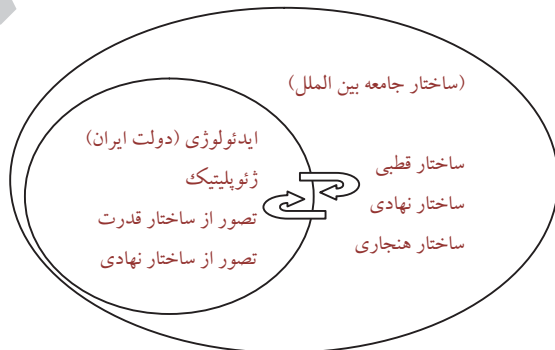 (ساختار جامعه بین الملل)
ساختار قطبی
ساختار نهادی
ساختار هنجاری
ایدئولوژی (دولت ایران)
ژئوپلیتیک
تصور از ساختار قدرت
تصور از ساختار نهادی